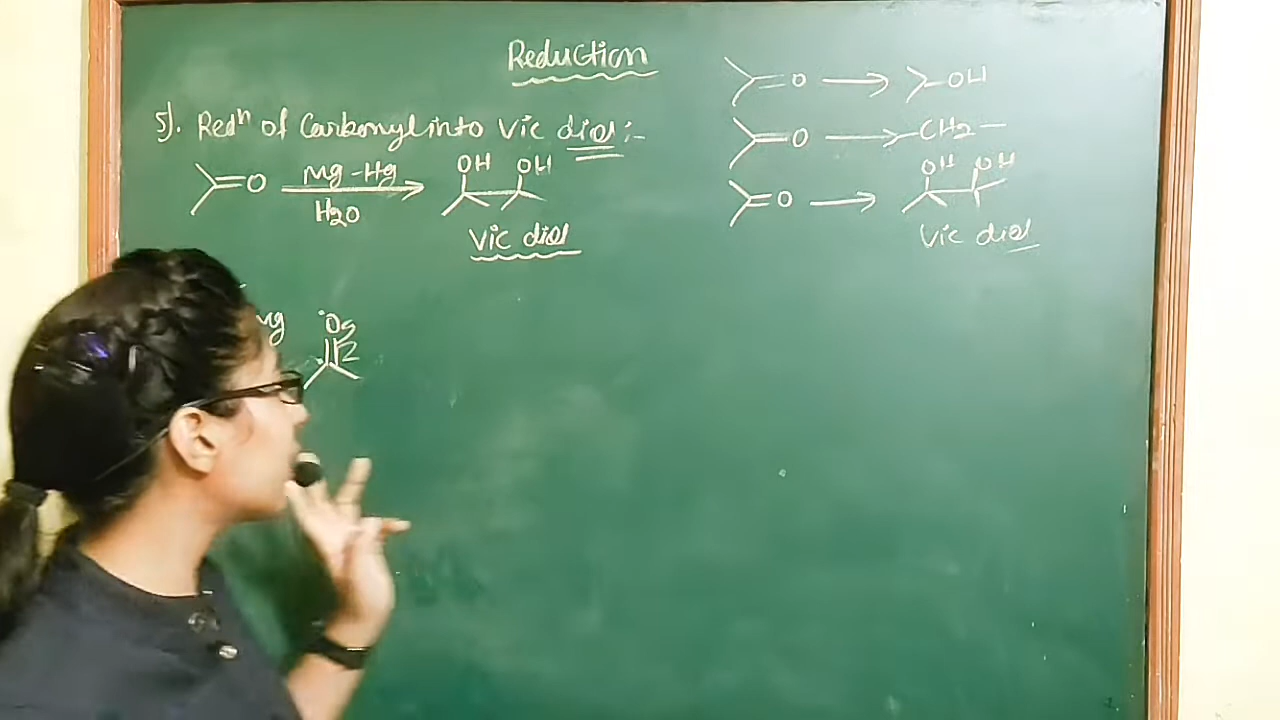 Reduction
5). Redⁿ of Carbonyl into Vic diol :-
=O Mg-Hg OH OH
H2O
Vic diol
=O → -OH
=O → -CH2-
=O → OH OH
Vic diol
Mg O